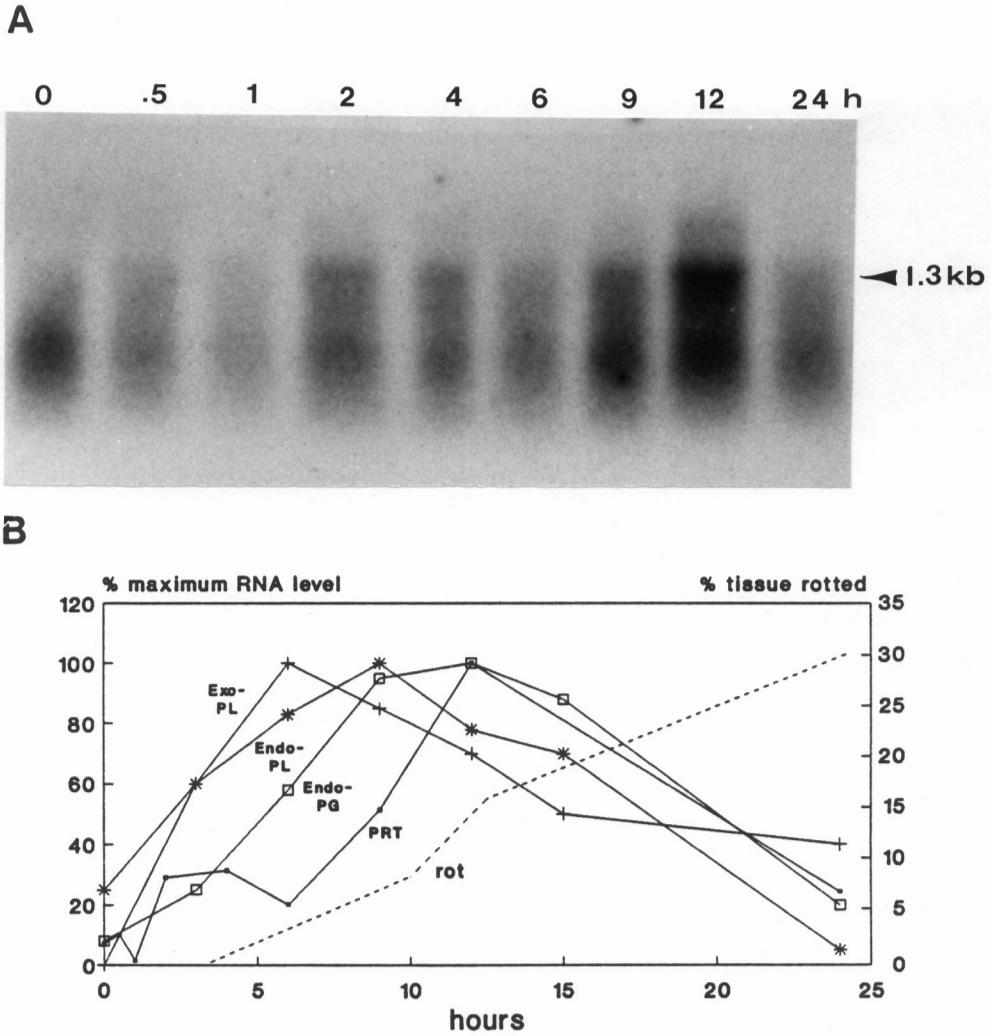 A
0 .5 1 2 4 6 9 12 24 h
1.3kb
B
% maximum RNA level % tissue rotted
120 35
100 30
80 25
60 20
40 15
20 10
0 5
0
Exo-
PL
Endo-
PL
Endo-
PG
PRT
rot
0 5 10 15 20 25
hours